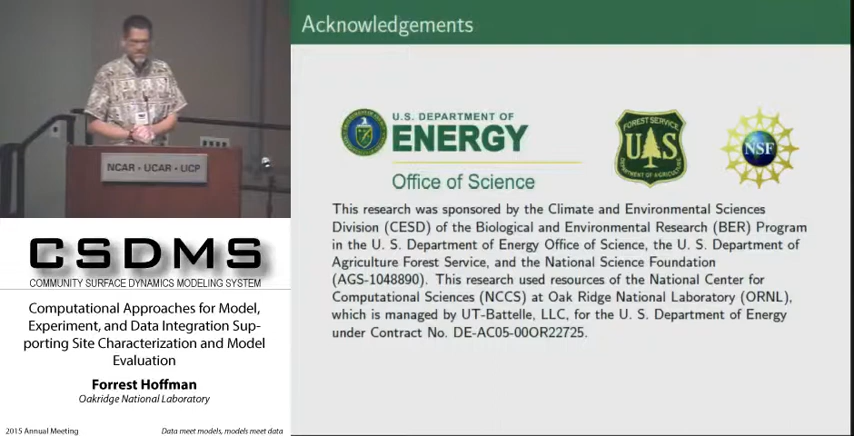 Acknowledgements
U.S. DEPARTMENT OF
ENERGY
Office of Science
FOREST SERVICE
U S
DEPARTMENT OF AGRICULTURE
NSF
This research was sponsored by the Climate and Environmental Sciences
Division (CESD) of the Biological and Environmental Research (BER) Program
in the U. S. Department of Energy Office of Science, the U. S. Department of
Agriculture Forest Service, and the National Science Foundation
(AGS-1048890). This research used resources of the National Center for
Computational Sciences (NCCS) at Oak Ridge National Laboratory (ORNL),
which is managed by UT-Battelle, LLC, for the U. S. Department of Energy
under Contract No. DE-AC05-00OR22725.
NCAR • UCAR • UCP
CSDMS
COMMUNITY SURFACE DYNAMICS MODELING SYSTEM
Computational Approaches for Model,
Experiment, and Data Integration Sup-
porting Site Characterization and Model
Evaluation
Forrest Hoffman
Oakridge National Laboratory
2015 Annual Meeting
Data meet models, models meet data